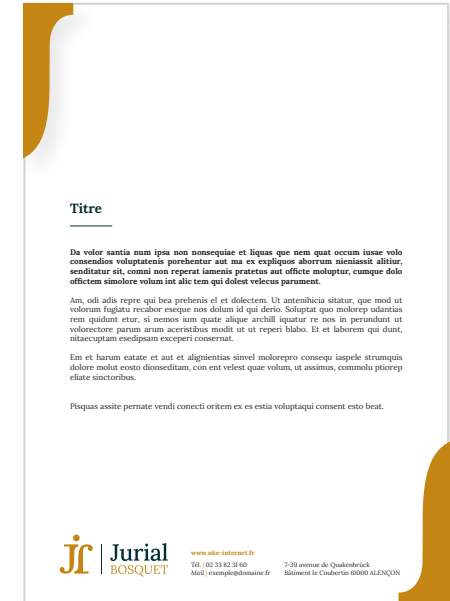 Titre
Da volor santia num ipsa non nonsequiae et liquas que nem quat occum iusae volo
consendios voluptatenis porehentur aut ma ex expliquos aborrum nieniassit alitiur,
senditatur sit, comni non reperat iamenis pratetus aut officte moluptur, cumque dolo
offictem simolore volum int alic tem qui dolest velecus parument.
Am, odi adis repre qui bea prehenis el et dolectem. Ut antenihicia sitatur, que mod ut
volorum fugiatu recabor eseque nos dolum id qui derio. Soluptat quo molorep udantias
rem quidunt etur, si nemos ium quate alique archill iquatur re nos in perundunt ut
volorectore parum arum aceristibus modit ut ut reperi blabo. Et et laborem qui dunt,
nitaecuptam esedipsam exceperi consernat.
Em et harum eatate et aut et alignientias sinvel molorepro consequ iaspele strumquis
dolore molut eosto dionseditam, con ent velest quae volum, ut assimus, commolu ptiorep
eliate sinctoribus.
Pisquas assite pernate vendi conecti oritem ex es estia voluptaqui consent esto beat.
Jurial
BOSQUET
www.site-internet.fr
Tél. | 02 33 82 31 60
Mail | exemple@domaine.fr
7-39 avenue de Quakenbrück
Bâtiment le Coubertin 61000 ALENÇON